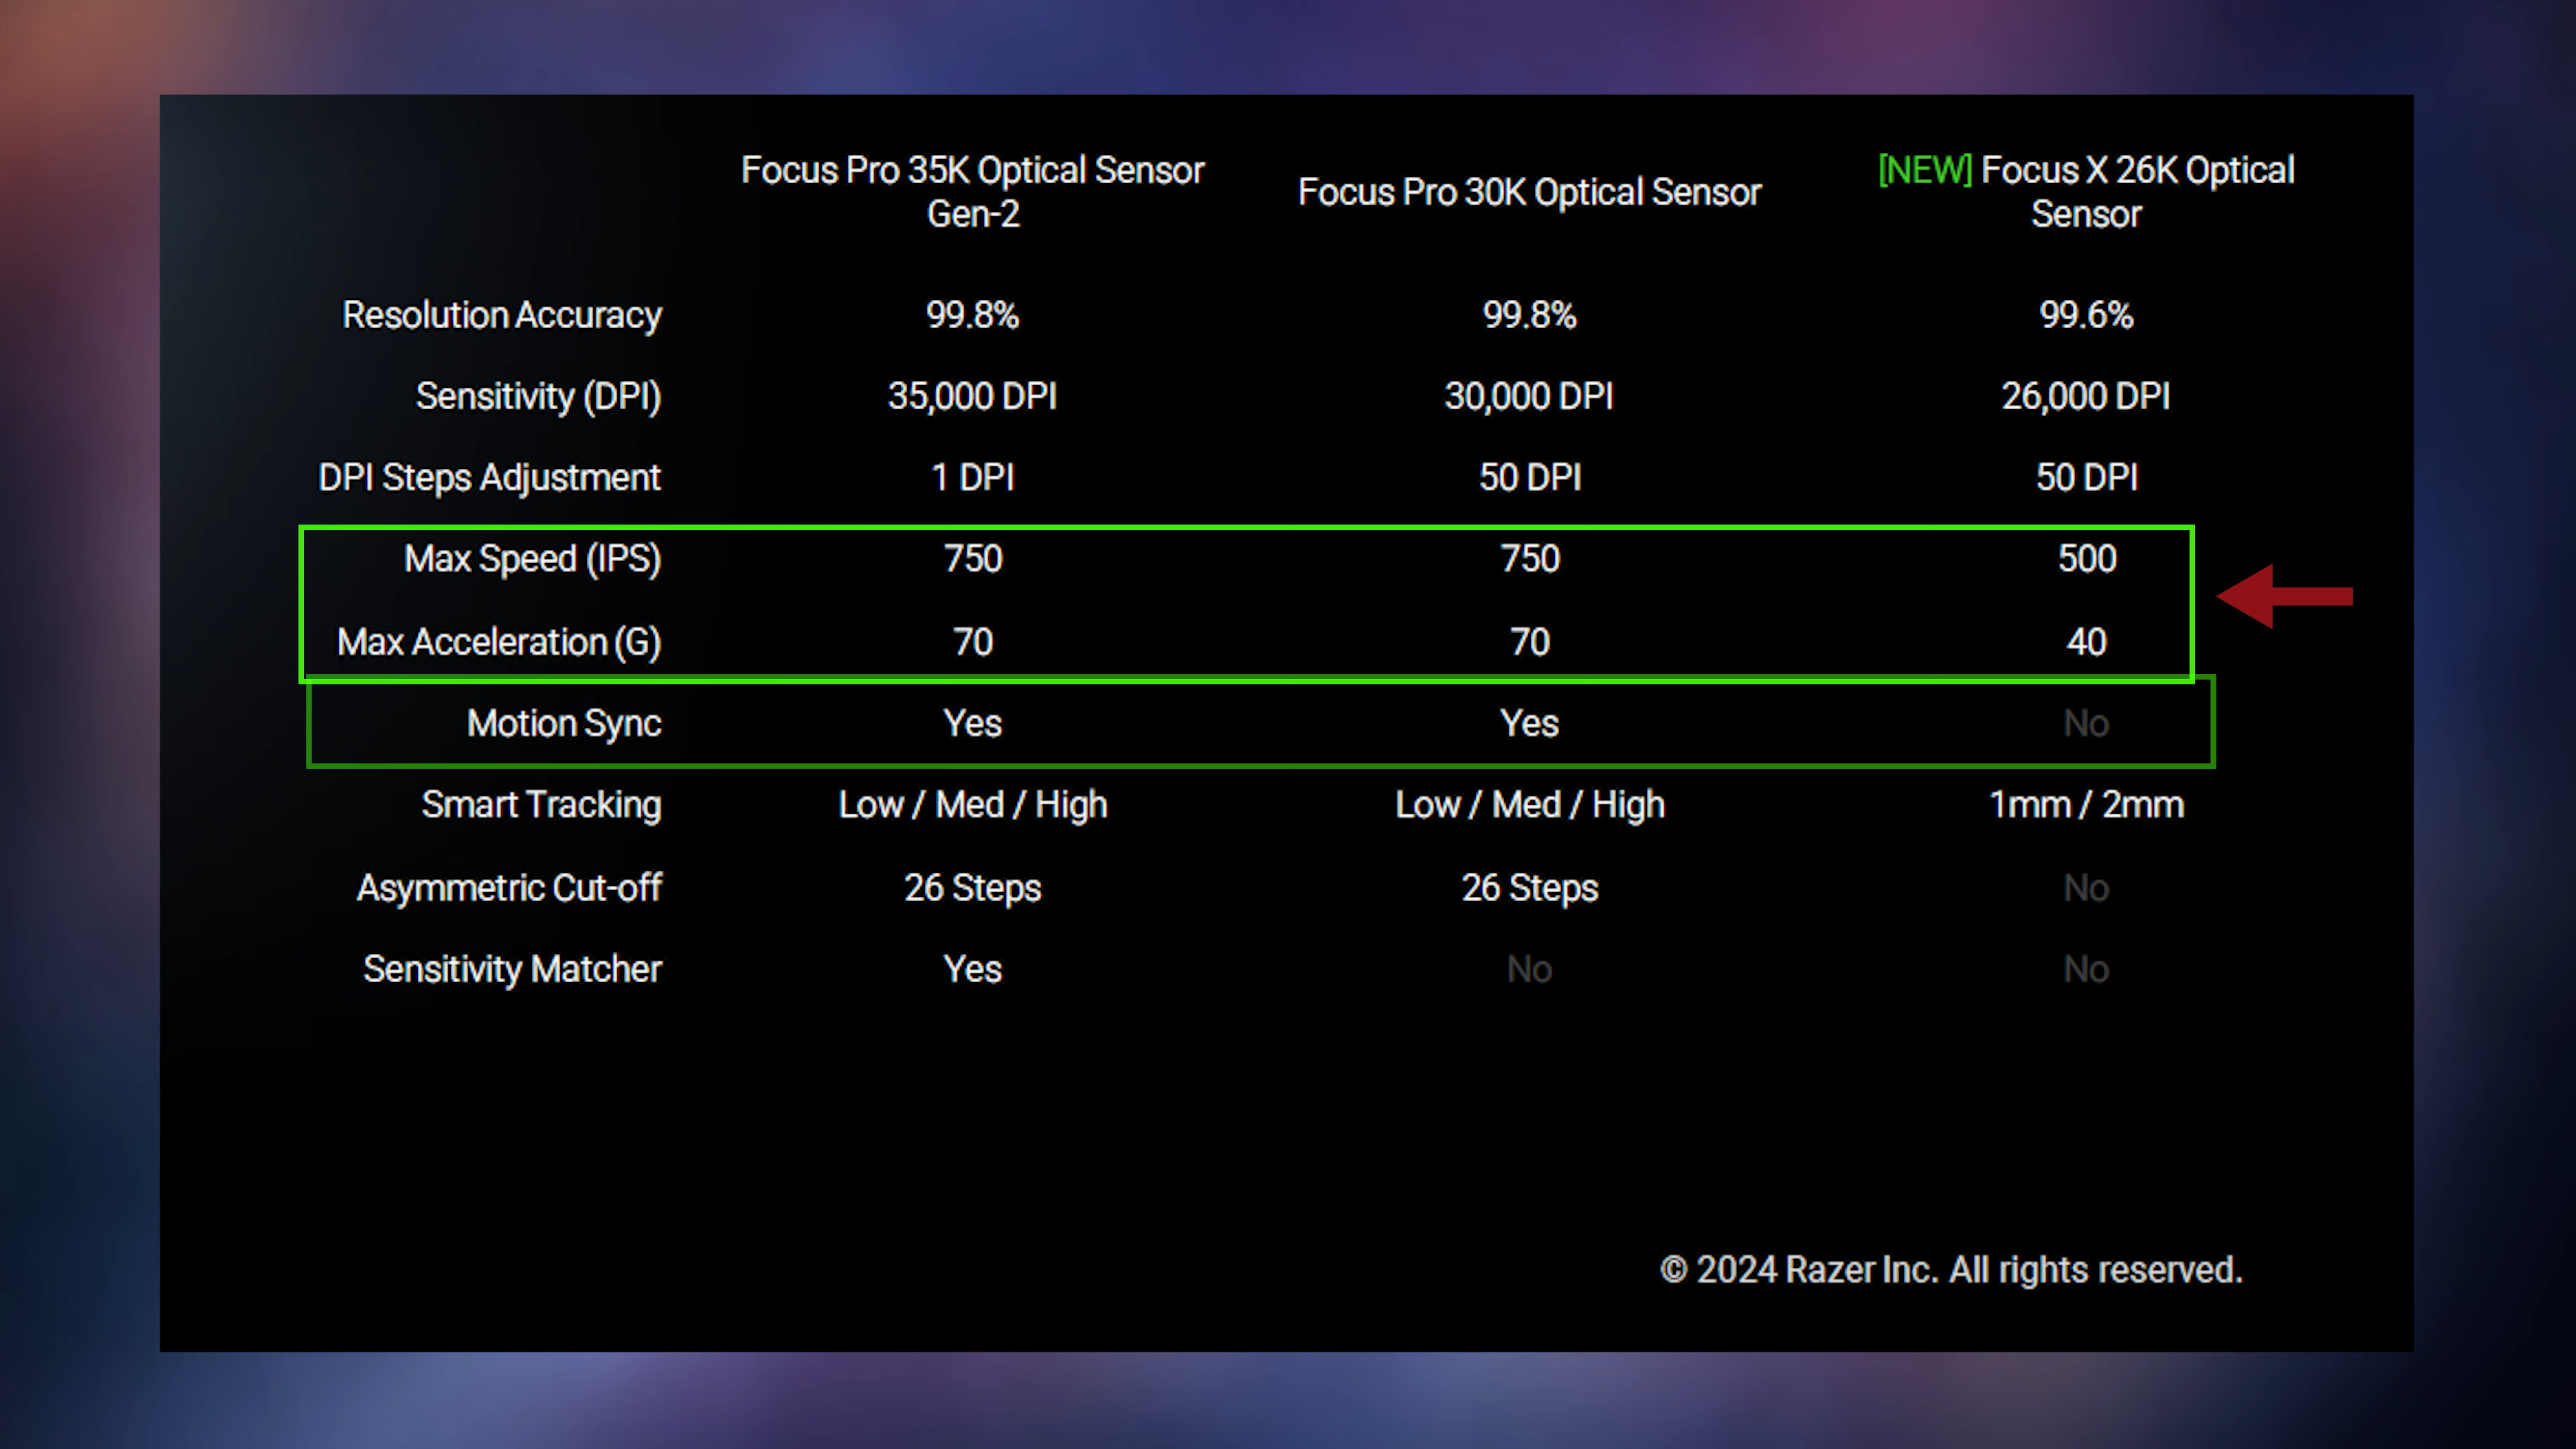 Focus Pro 35K Optical Sensor Gen-2
Focus Pro 30K Optical Sensor
[NEW] Focus X 26K Optical Sensor
Resolution Accuracy 99.8% 99.8% 99.6%
Sensitivity (DPI) 35,000 DPI 30,000 DPI 26,000 DPI
DPI Steps Adjustment 1 DPI 50 DPI 50 DPI
Max Speed (IPS) 750 750 500
Max Acceleration (G) 70 70 40
Motion Sync Yes Yes No
Smart Tracking Low / Med / High Low / Med / High 1mm / 2mm
Asymmetric Cut-off 26 Steps 26 Steps No
Sensitivity Matcher Yes No No
© 2024 Razer Inc. All rights reserved.